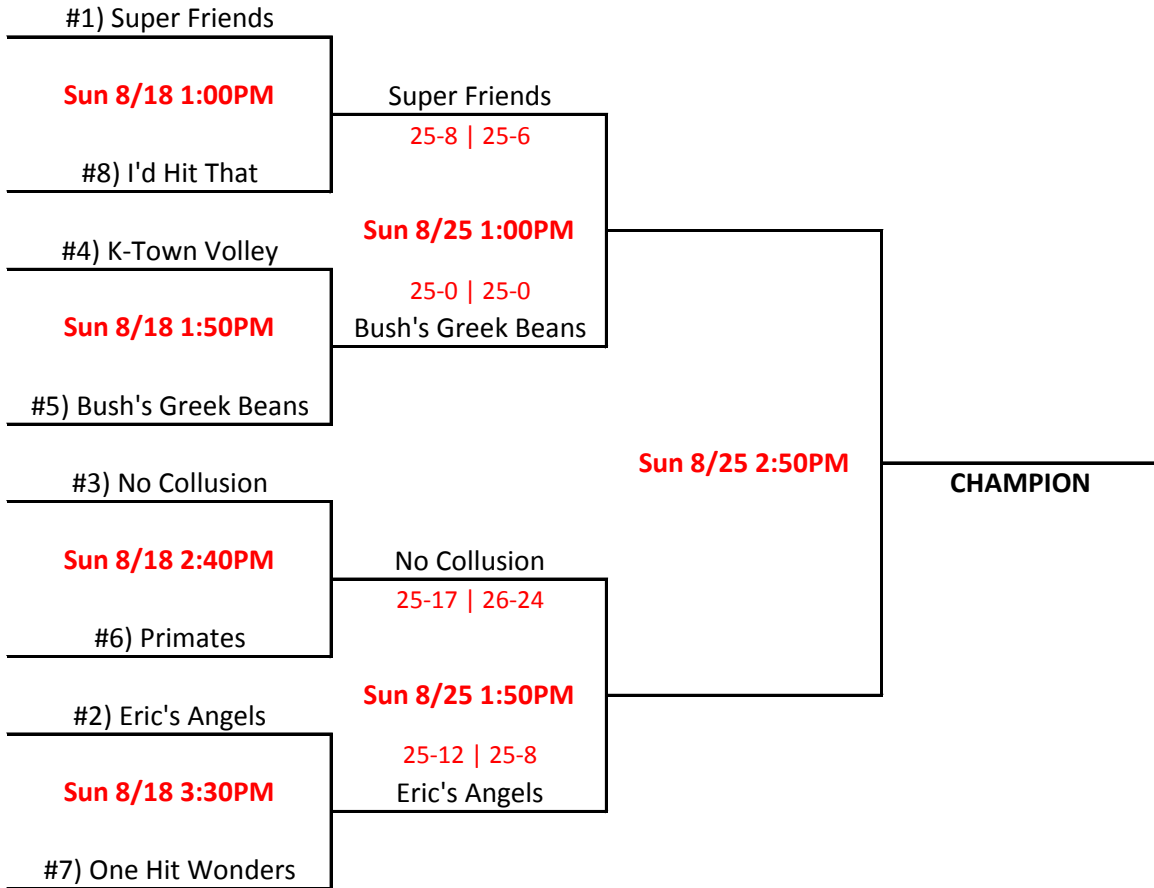 #1) Super Friends
Sun 8/18 1:00PM
Super Friends
25-8 | 25-6
#8) I'd Hit That
Sun 8/25 1:00PM
#4) K-Town Volley
25-0 | 25-0
Sun 8/18 1:50PM
Bush's Greek Beans
#5) Bush's Greek Beans
Sun 8/25 2:50PM
#3) No Collusion
CHAMPION
Sun 8/18 2:40PM
No Collusion
25-17 | 26-24
#6) Primates
Sun 8/25 1:50PM
#2) Eric's Angels
25-12 | 25-8
Sun 8/18 3:30PM
Eric's Angels
#7) One Hit Wonders